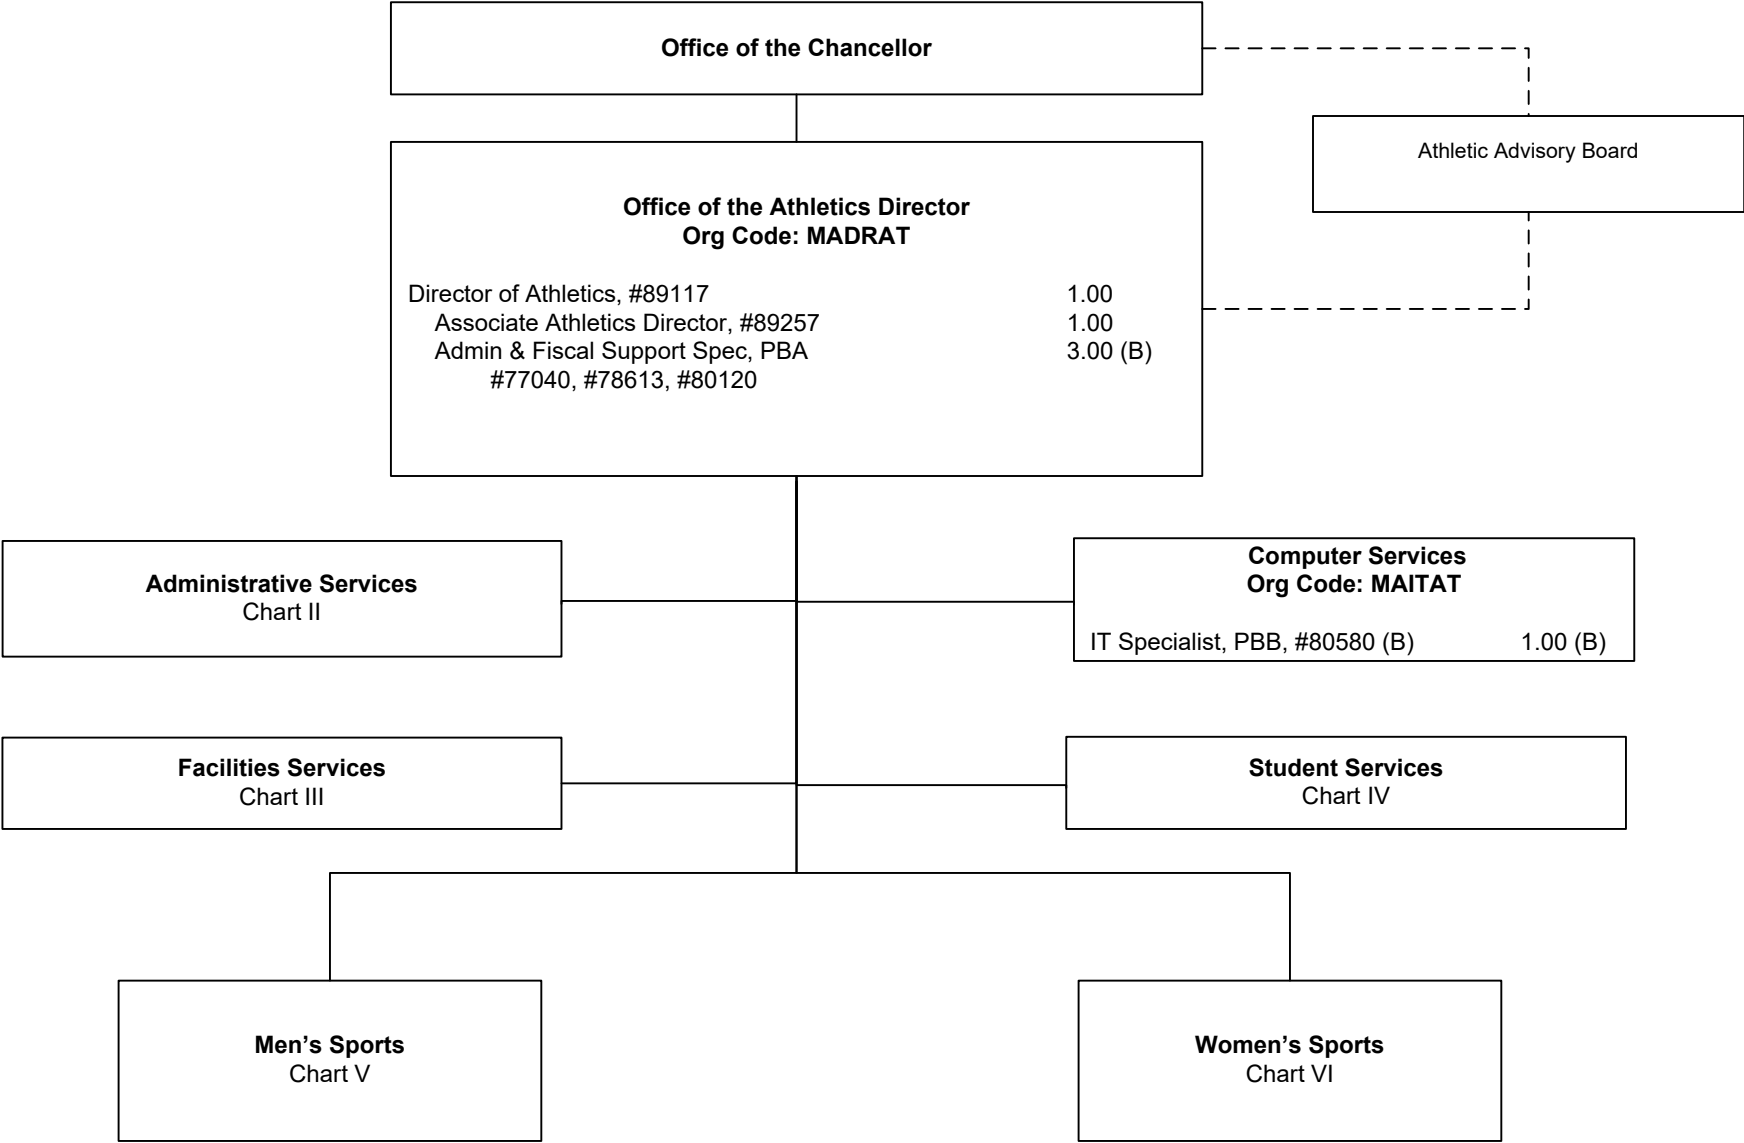 Office of the Chancellor
Athletic Advisory Board
Office of the Athletics Director
Org Code: MADRAT
Director of Athletics, #89117 1.00
Associate Athletics Director, #89257 1.00
Admin & Fiscal Support Spec, PBA 3.00 (B)
#77040, #78613, #80120
Administrative Services
Chart II
Computer Services
Org Code: MAITAT
IT Specialist, PBB, #80580 (B) 1.00 (B)
Facilities Services
Chart III
Student Services
Chart IV
Men’s Sports
Chart V
Women’s Sports
Chart VI